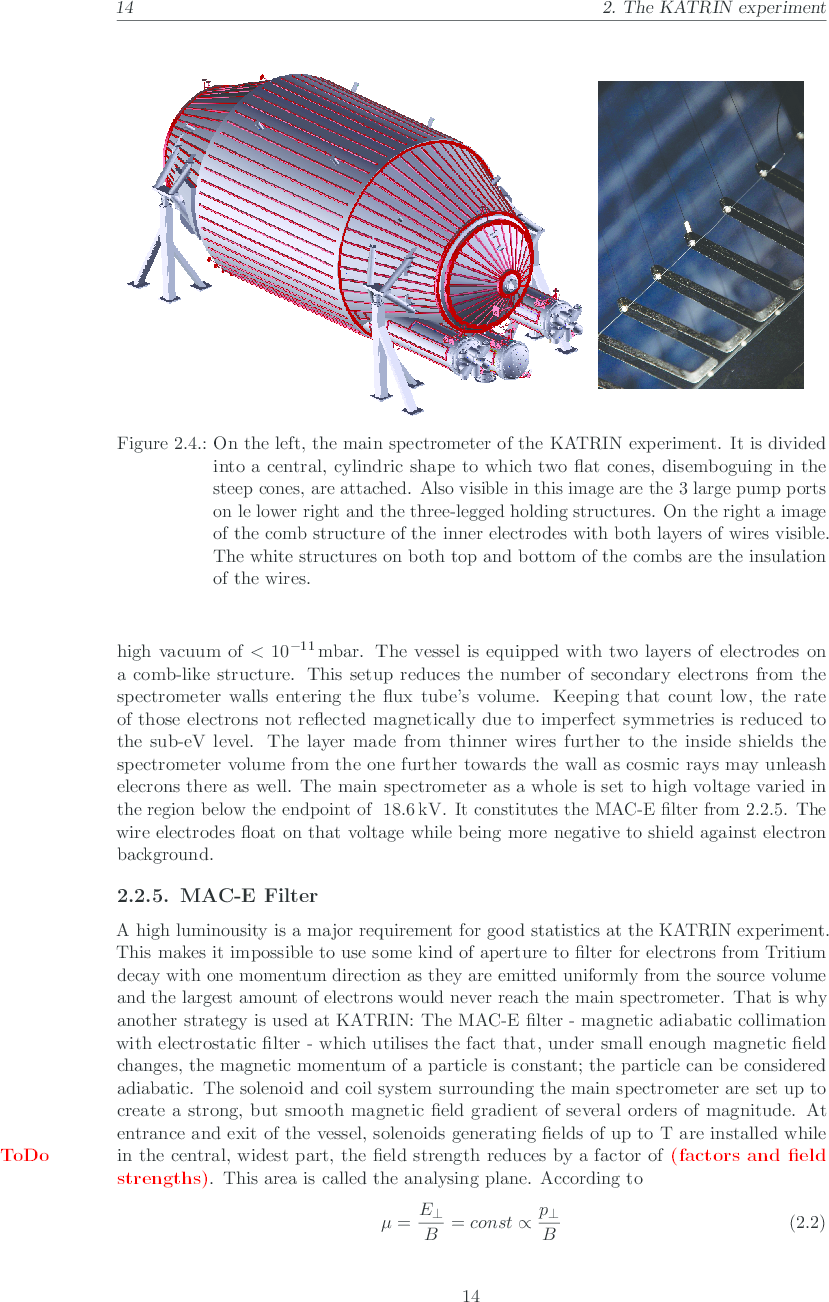 14 2. The KATRIN experiment
Figure 2.4.: On the left, the main spectrometer of the KATRIN experiment. It is divided
into a central, cylindric shape to which two flat cones, disemboguing in the
steep cones, are attached. Also visible in this image are the 3 large pump ports
on le lower right and the three-legged holding structures. On the right a image
of the comb structure of the inner electrodes with both layers of wires visible.
The white structures on both top and bottom of the combs are the insulation
of the wires.
high vacuum of < 10⁻¹¹ mbar. The vessel is equipped with two layers of electrodes on
a comb-like structure. This setup reduces the number of secondary electrons from the
spectrometer walls entering the flux tube's volume. Keeping that count low, the rate
of those electrons not reflected magnetically due to imperfect symmetries is reduced to
the sub-eV level. The layer made from thinner wires further to the inside shields the
spectrometer volume from the one further towards the wall as cosmic rays may unleash
elecrons there as well. The main spectrometer as a whole is set to high voltage varied in
the region below the endpoint of 18.6 kV. It constitutes the MAC-E filter from 2.2.5. The
wire electrodes float on that voltage while being more negative to shield against electron
background.
2.2.5. MAC-E Filter
A high luminousity is a major requirement for good statistics at the KATRIN experiment.
This makes it impossible to use some kind of aperture to filter for electrons from Tritium
decay with one momentum direction as they are emitted uniformly from the source volume
and the largest amount of electrons would never reach the main spectrometer. That is why
another strategy is used at KATRIN: The MAC-E filter - magnetic adiabatic collimation
with electrostatic filter - which utilises the fact that, under small enough magnetic field
changes, the magnetic momentum of a particle is constant; the particle can be considered
adiabatic. The solenoid and coil system surrounding the main spectrometer are set up to
create a strong, but smooth magnetic field gradient of several orders of magnitude. At
entrance and exit of the vessel, solenoids generating fields of up to T are installed while
ToDo in the central, widest part, the field strength reduces by a factor of (factors and field
strengths). This area is called the analysing plane. According to
μ = E⊥/B = const ∝ p⊥/B (2.2)
14